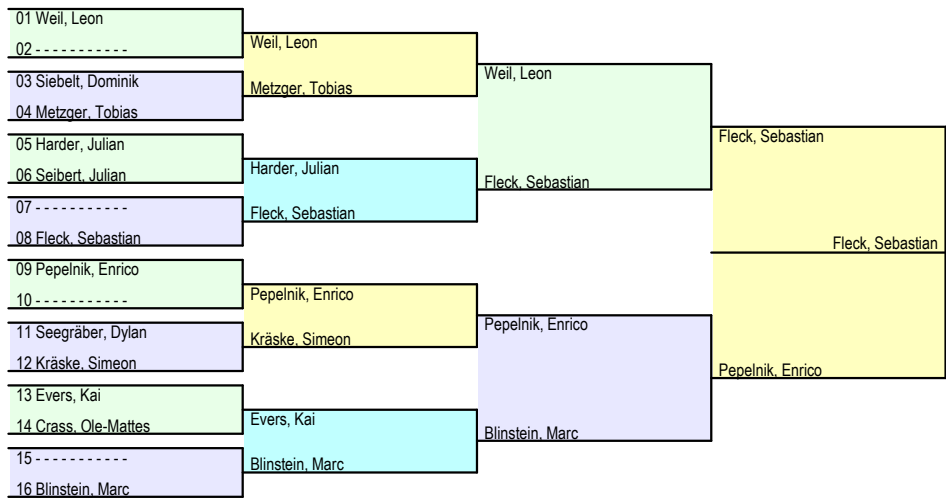 01 Weil, Leon
02 - - - - - - - - - - -
03 Siebelt, Dominik
04 Metzger, Tobias
05 Harder, Julian
06 Seibert, Julian
07 - - - - - - - - - - -
08 Fleck, Sebastian
09 Pepelnik, Enrico
10 - - - - - - - - - - -
11 Seegräber, Dylan
12 Kräske, Simeon
13 Evers, Kai
14 Crass, Ole-Mattes
15 - - - - - - - - - - -
16 Blinstein, Marc
Weil, Leon
Metzger, Tobias
Harder, Julian
Fleck, Sebastian
Pepelnik, Enrico
Kräske, Simeon
Evers, Kai
Blinstein, Marc
Weil, Leon
Fleck, Sebastian
Pepelnik, Enrico
Blinstein, Marc
Fleck, Sebastian
Pepelnik, Enrico
Fleck, Sebastian